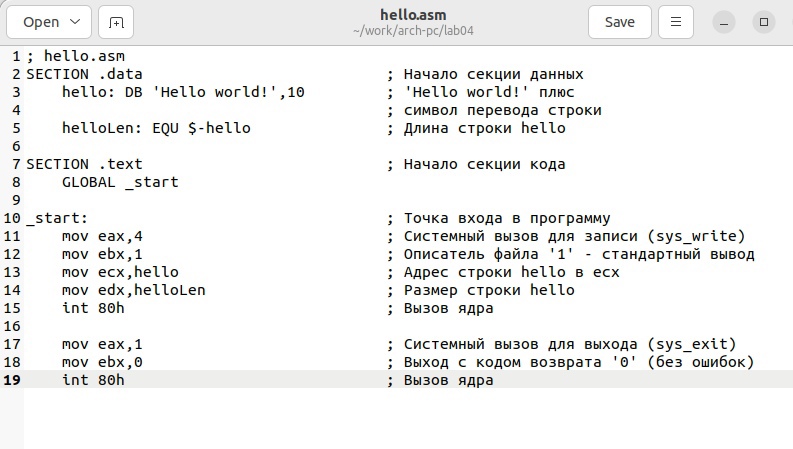 Open
hello.asm
~/work/arch-pc/lab04
Save
1 ; hello.asm
2 SECTION .data ; Начало секции данных
3 hello: DB 'Hello world!',10 ; 'Hello world!' плюс
4 ; символ перевода строки
5 helloLen: EQU $-hello ; Длина строки hello
6
7 SECTION .text ; Начало секции кода
8 GLOBAL _start
9
10 _start: ; Точка входа в программу
11 mov eax,4 ; Системный вызов для записи (sys_write)
12 mov ebx,1 ; Описатель файла '1' - стандартный вывод
13 mov ecx,hello ; Адрес строки hello в ecx
14 mov edx,helloLen ; Размер строки hello
15 int 80h ; Вызов ядра
16
17 mov eax,1 ; Системный вызов для выхода (sys_exit)
18 mov ebx,0 ; Выход с кодом возврата '0' (без ошибок)
19 int 80h ; Вызов ядра